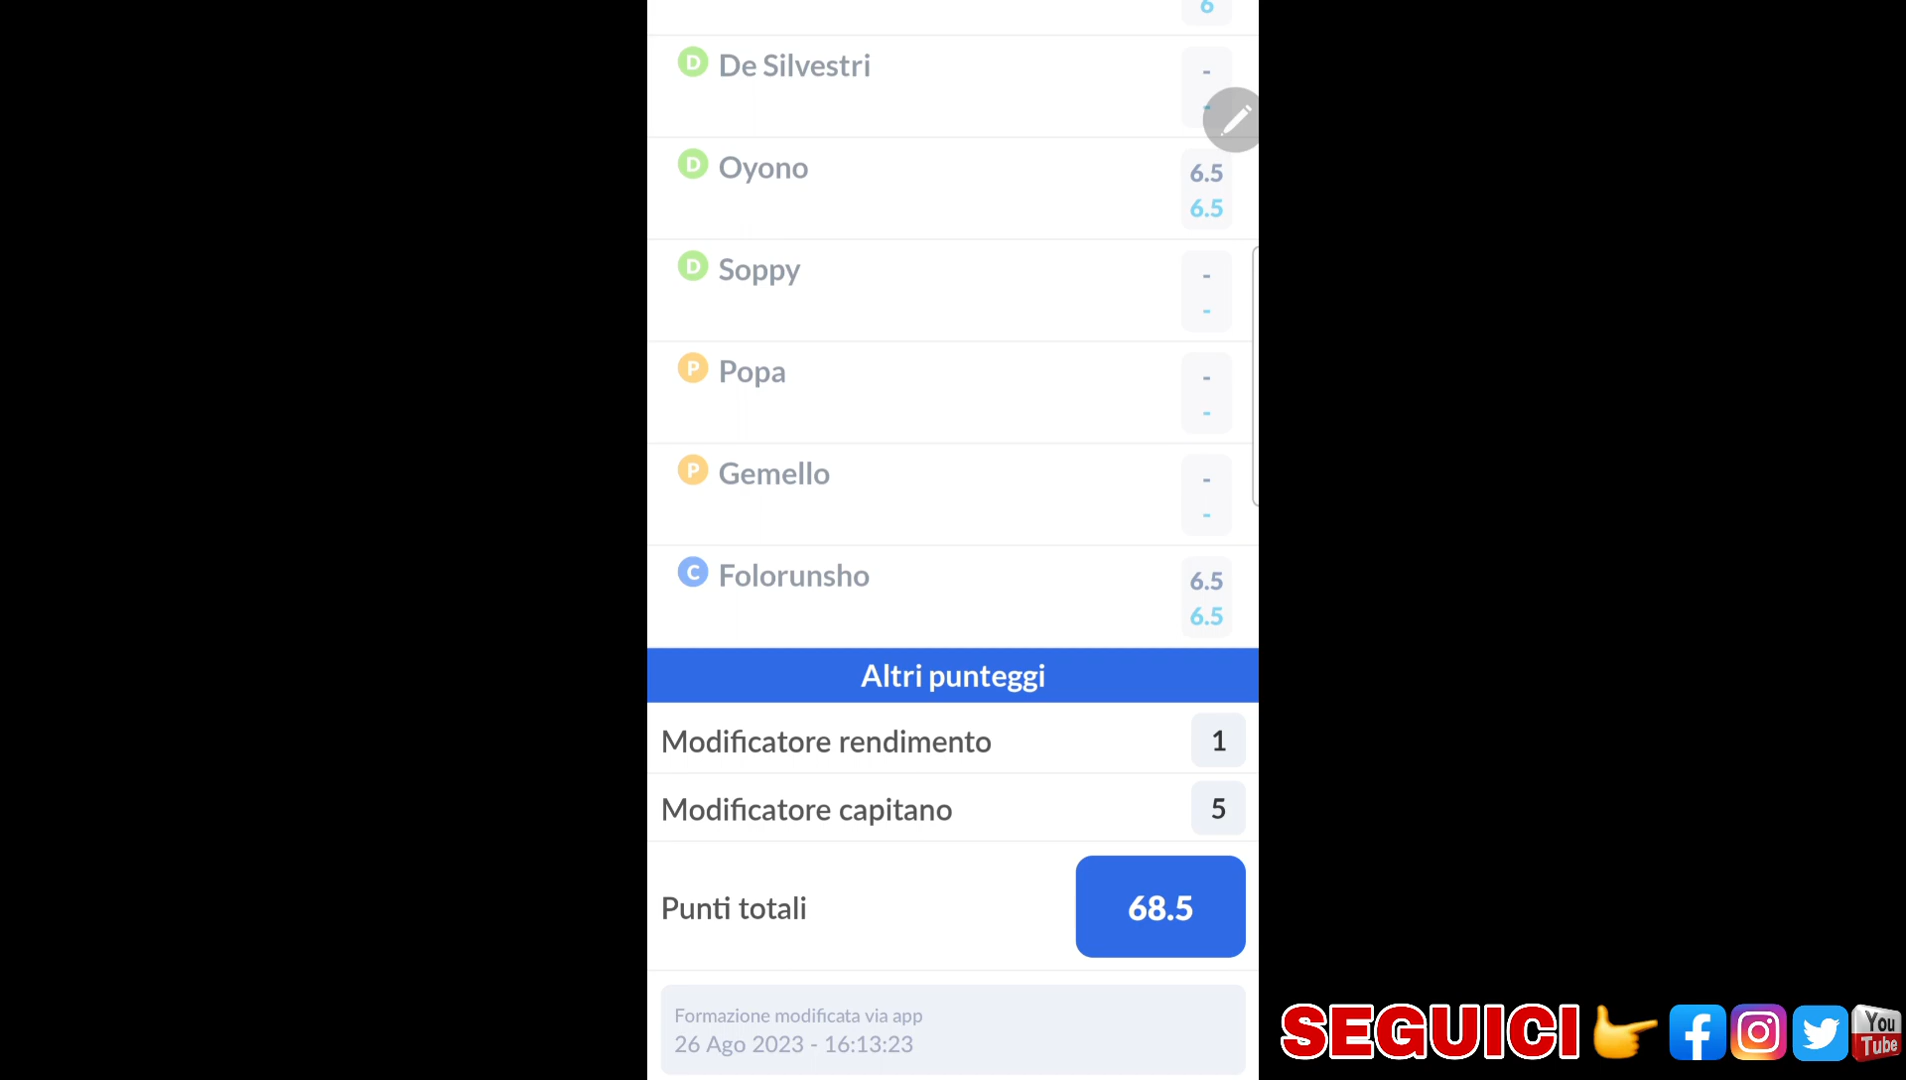 6
D De Silvestri -
-
D Oyono 6.5
6.5
D Soppy -
-
P Popa -
-
P Gemello -
-
C Folorunsho 6.5
6.5
Altri punteggi
Modificatore rendimento 1
Modificatore capitano 5
Punti totali 68.5
Formazione modificata via app
26 Ago 2023 - 16:13:23
SEGUICI
You
Tube